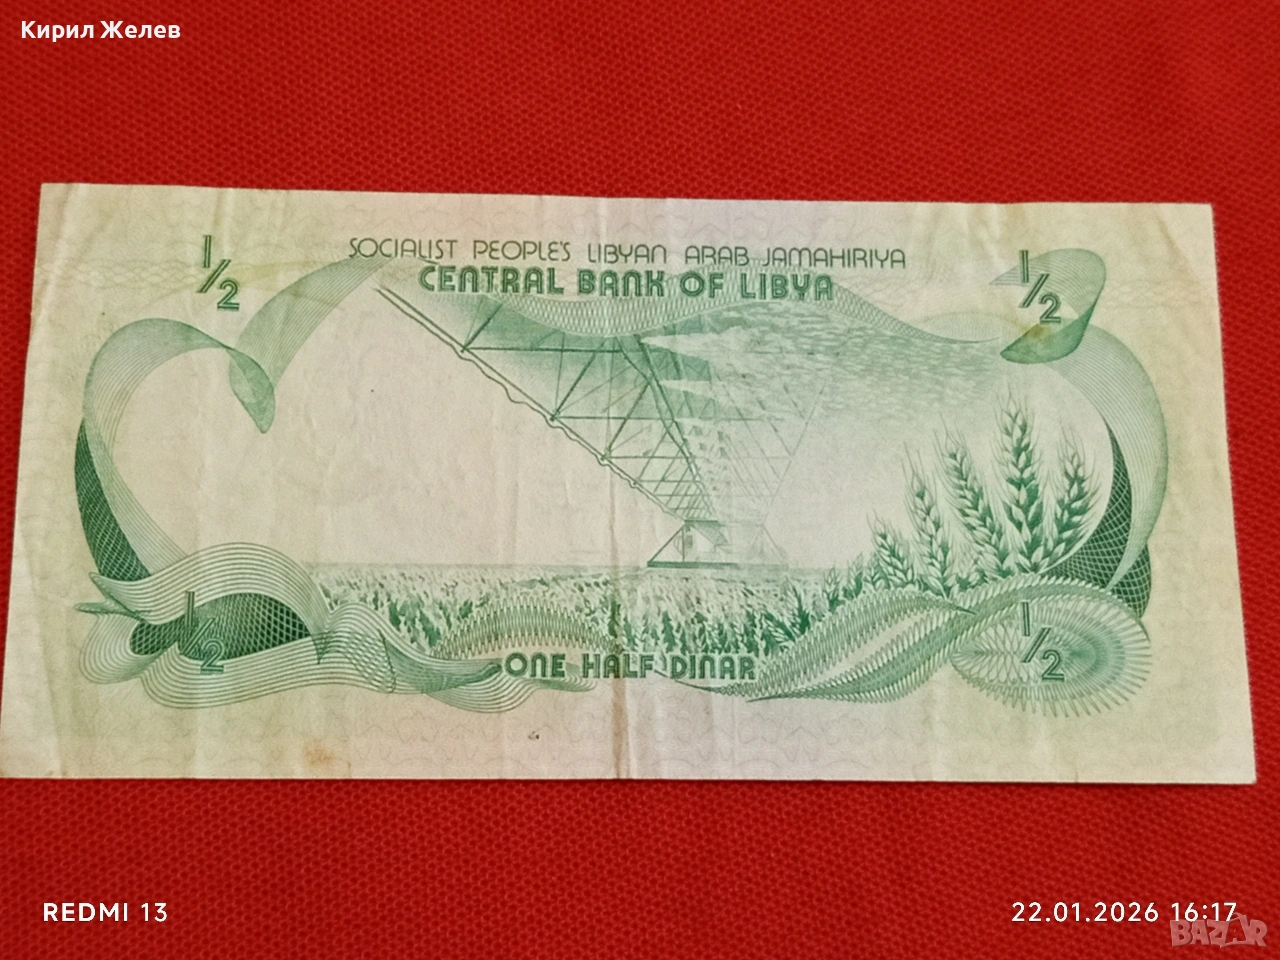 Кирил Желев
1/2
1/2
SOCIALIST PEOPLE'S LIBYAN ARAB JAMAHIRIYA
CENTRAL BANK OF LIBYA
1/2
1/2
ONE HALF DINAR
REDMI 13
22.01.2026 16:17
BAZAR